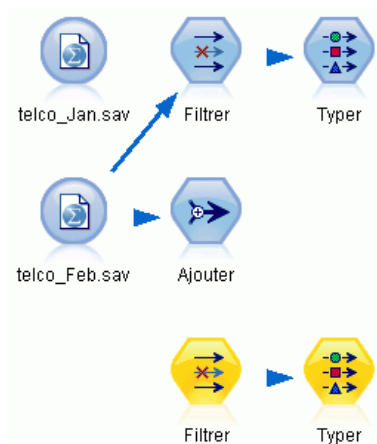 telco_Jan.sav
Filtrer
Typer
telco_Feb.sav
Ajouter
Filtrer
Typer